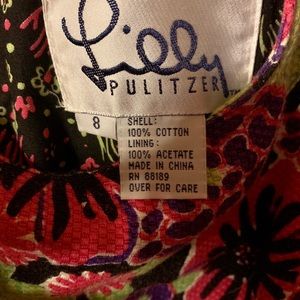 Lilly
PULITZER
8
SHELL:
100% COTTON
LINING:
100% ACETATE
MADE IN CHINA
RN 88189
OVER FOR CARE